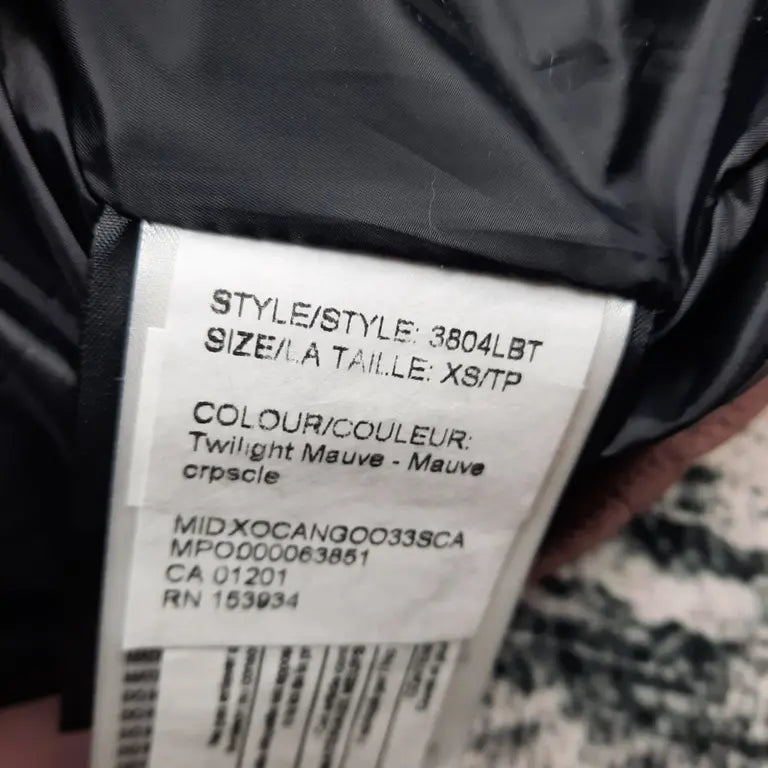 STYLE/STYLE: 3804LBT
SIZE/LA TAILLE: XS/TP
COLOUR/COULEUR:
Twilight Mauve - Mauve
crpscle
MIDXOCANGOO33SCA
MPO000063851
CA 01201
RN 153934